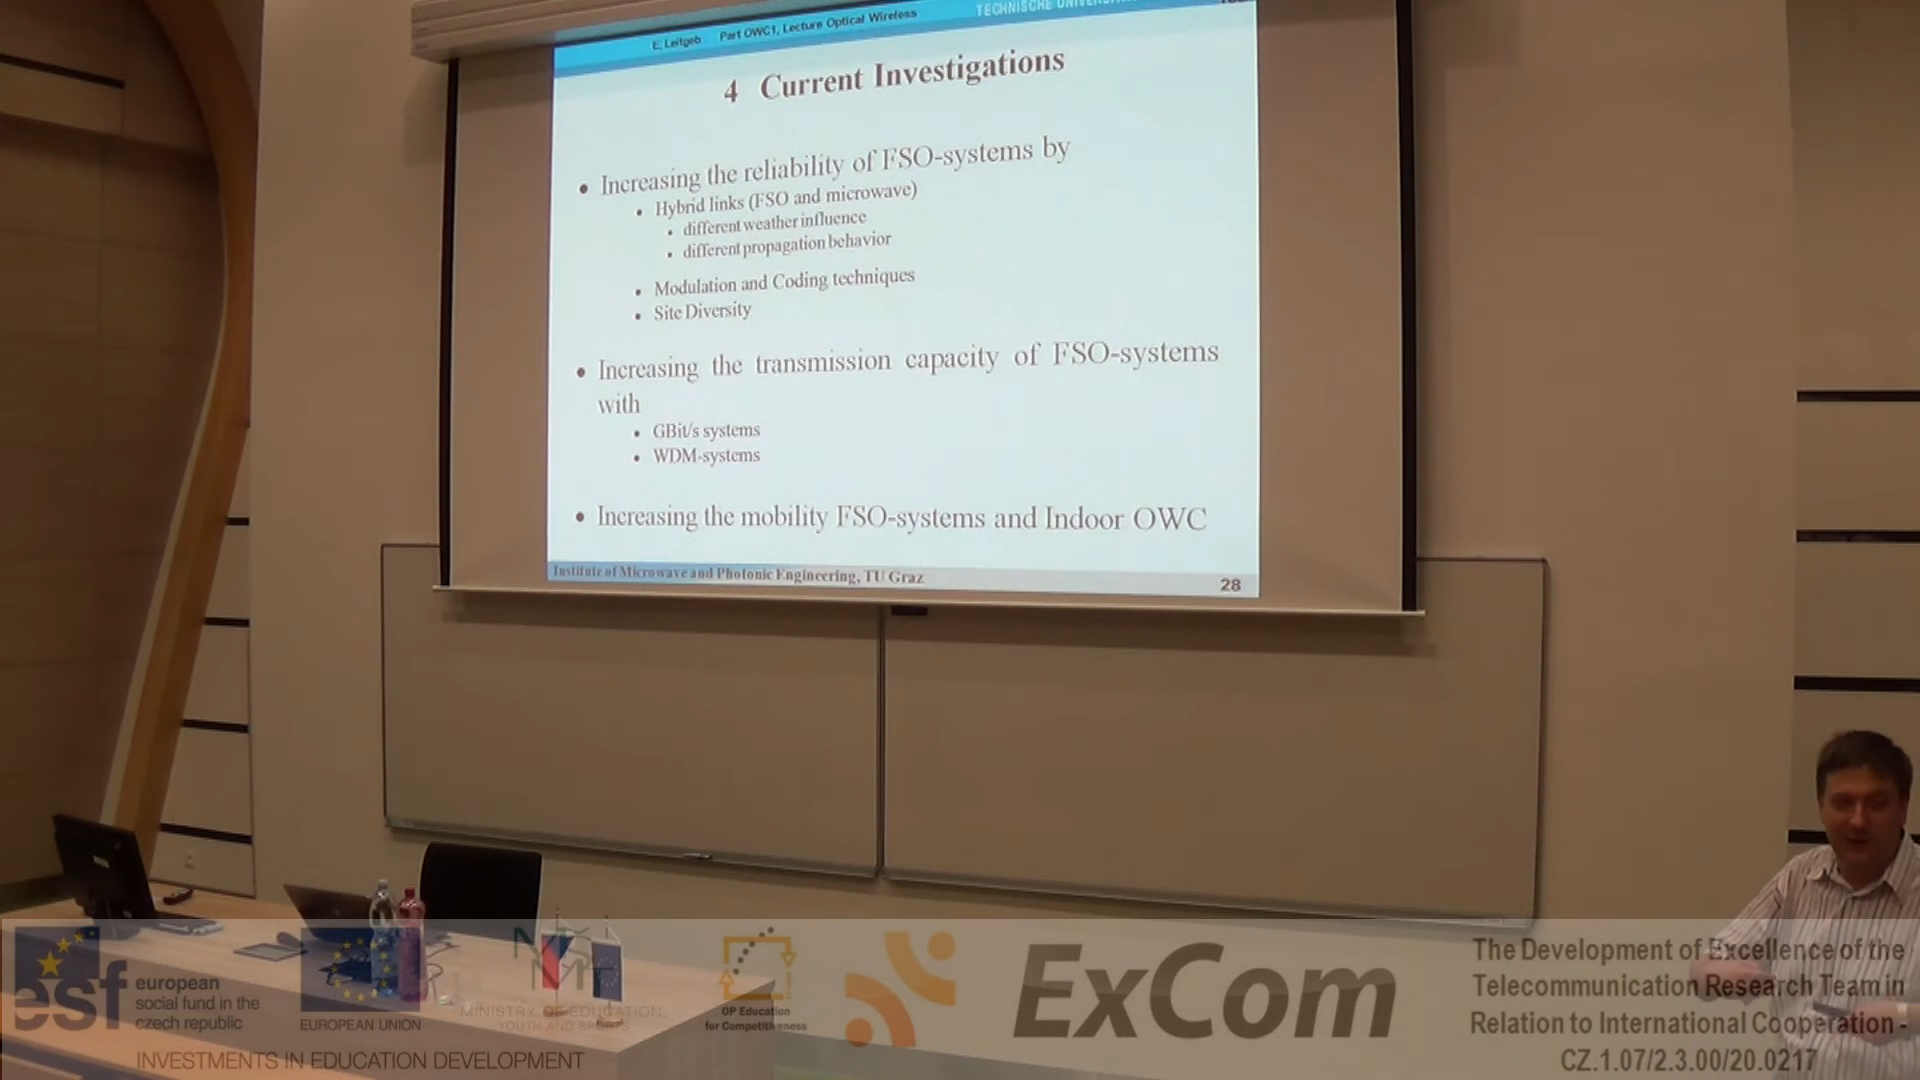 E. Leitgeb Part OWC1, Lecture Optical Wireless
TECHNISCHE
4 Current Investigations
• Increasing the reliability of FSO-systems by
• Hybrid links (FSO and microwave)
• different weather influence
• different propagation behavior
• Modulation and Coding techniques
• Site Diversity
• Increasing the transmission capacity of FSO-systems
with
• GBit/s systems
• WDM-systems
• Increasing the mobility FSO-systems and Indoor OWC
Institute of Microwave and Photonic Engineering, TU Graz
28
esf
european
social fund in the
czech republic
EUROPEAN UNION
MINISTRY OF EDUCATION,
YOUTH AND SPORTS
OP Education
for Competitiveness
INVESTMENTS IN EDUCATION DEVELOPMENT
ExCom
The Development of Excellence of the
Telecommunication Research Team in
Relation to International Cooperation -
CZ.1.07/2.3.00/20.0217